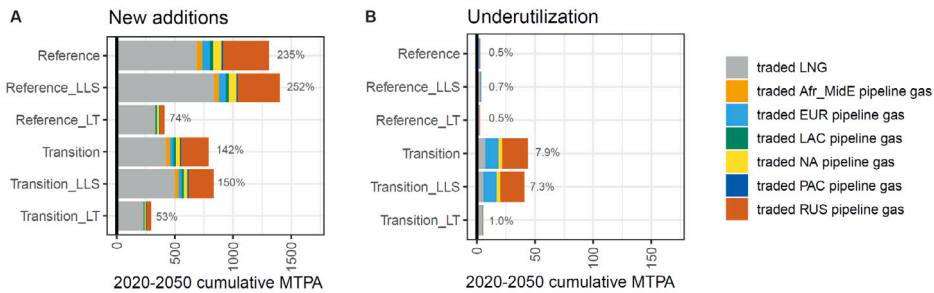 A
New additions
Reference
235%
Reference_LLS
252%
Reference_LT
74%
Transition
142%
Transition_LLS
150%
Transition_LT
53%
0
500
1000
1500
2020-2050 cumulative MTPA
B
Underutilization
Reference
0.5%
Reference_LLS
0.7%
Reference_LT
0.5%
Transition
7.9%
Transition_LLS
7.3%
Transition_LT
1.0%
0
50
100
150
2020-2050 cumulative MTPA
traded LNG
traded Afr_MidE pipeline gas
traded EUR pipeline gas
traded LAC pipeline gas
traded NA pipeline gas
traded PAC pipeline gas
traded RUS pipeline gas